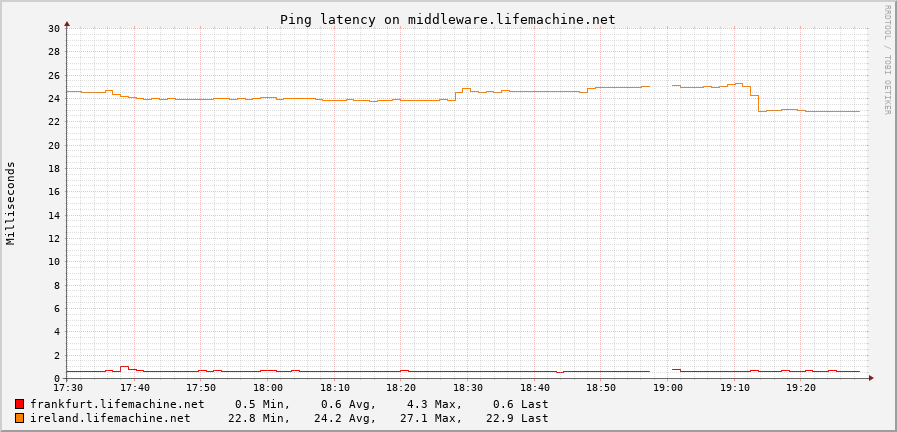 Ping latency on middleware.lifemachine.net
RRDTOOL / TOBI OETIKER
Milliseconds
30
28
26
24
22
20
18
16
14
12
10
8
6
4
2
0
17:30 17:40 17:50 18:00 18:10 18:20 18:30 18:40 18:50 19:00 19:10 19:20
frankfurt.lifemachine.net 0.5 Min, 0.6 Avg, 4.3 Max, 0.6 Last
ireland.lifemachine.net 22.8 Min, 24.2 Avg, 27.1 Max, 22.9 Last